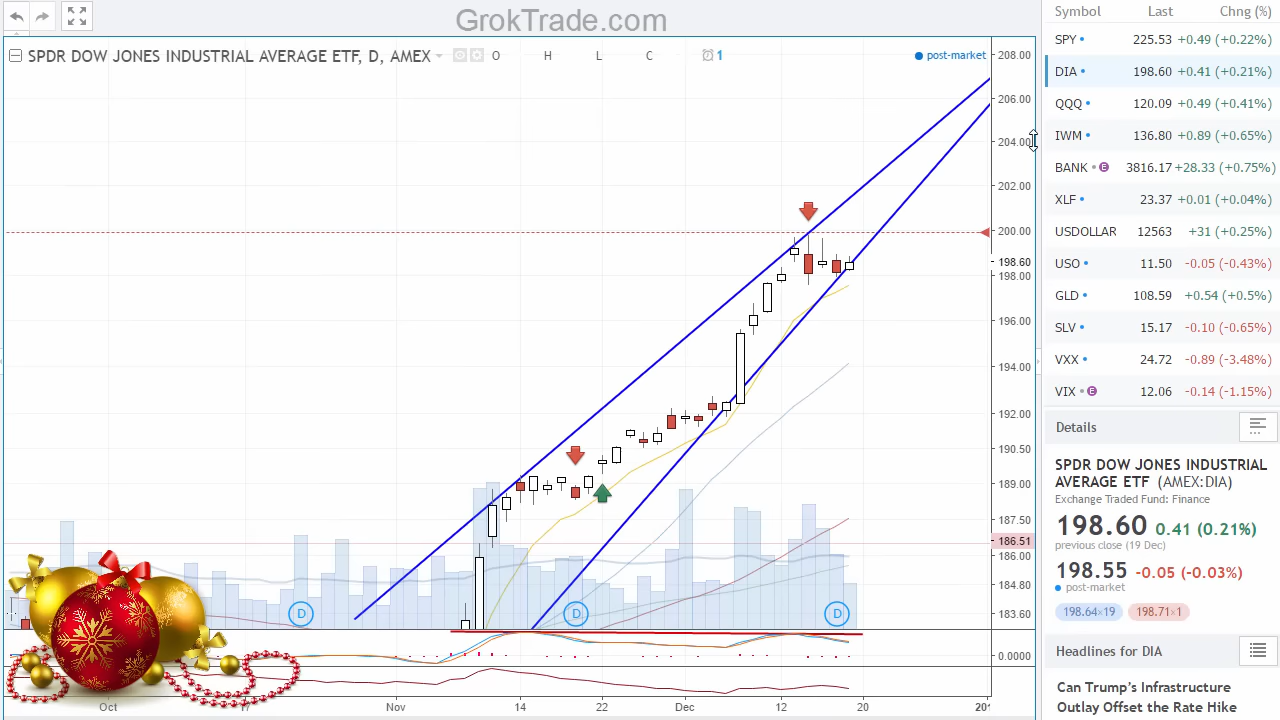 GrokTrade.com
SPDR DOW JONES INDUSTRIAL AVERAGE ETF, D, AMEX O H L C 1 post-market
208.00
206.00
204.00
202.00
200.00
198.60
198.00
196.00
194.00
192.00
190.50
189.00
187.50
186.51
186.00
184.80
183.60
0.0000
D D D
Oct 17 Nov 14 22 Dec 12 20 201
Symbol Last Chng (%)
SPY 225.53 +0.49 (+0.22%)
DIA 198.60 +0.41 (+0.21%)
QQQ 120.09 +0.49 (+0.41%)
IWM 136.80 +0.89 (+0.65%)
BANK E 3816.17 +28.33 (+0.75%)
XLF 23.37 +0.01 (+0.04%)
USDOLLAR 12563 +31 (+0.25%)
USO 11.50 -0.05 (-0.43%)
GLD 108.59 +0.54 (+0.5%)
SLV 15.17 -0.10 (-0.65%)
VXX 24.72 -0.89 (-3.48%)
VIX E 12.06 -0.14 (-1.15%)
Details
SPDR DOW JONES INDUSTRIAL
AVERAGE ETF (AMEX:DIA)
Exchange Traded Fund: Finance
198.60 0.41 (0.21%)
previous close (19 Dec)
198.55 -0.05 (-0.03%)
post-market
198.64×19 198.71×1
Headlines for DIA
Can Trump's Infrastructure
Outlay Offset the Rate Hike